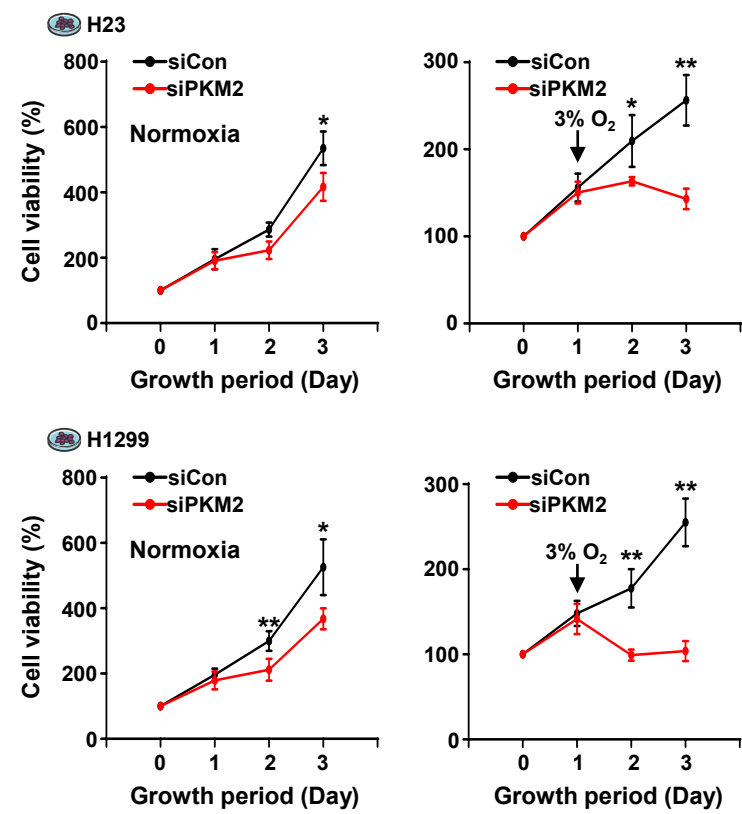 H23
siCon
siPKM2
Normoxia
*
Cell viability (%)
800
600
400
200
0
0 1 2 3
Growth period (Day)
siCon
siPKM2
3% O₂
*
**
300
200
100
0
0 1 2 3
Growth period (Day)
H1299
siCon
siPKM2
Normoxia
**
*
Cell viability (%)
800
600
400
200
0
0 1 2 3
Growth period (Day)
siCon
siPKM2
3% O₂
**
**
300
200
100
0
0 1 2 3
Growth period (Day)